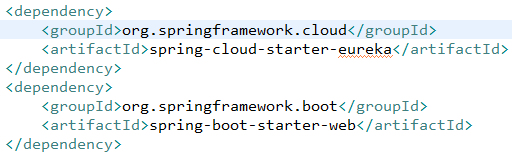 <dependency>
    <groupId>org.springframework.cloud</groupId>
    <artifactId>spring-cloud-starter-eureka</artifactId>
</dependency>
<dependency>
    <groupId>org.springframework.boot</groupId>
    <artifactId>spring-boot-starter-web</artifactId>
</dependency>